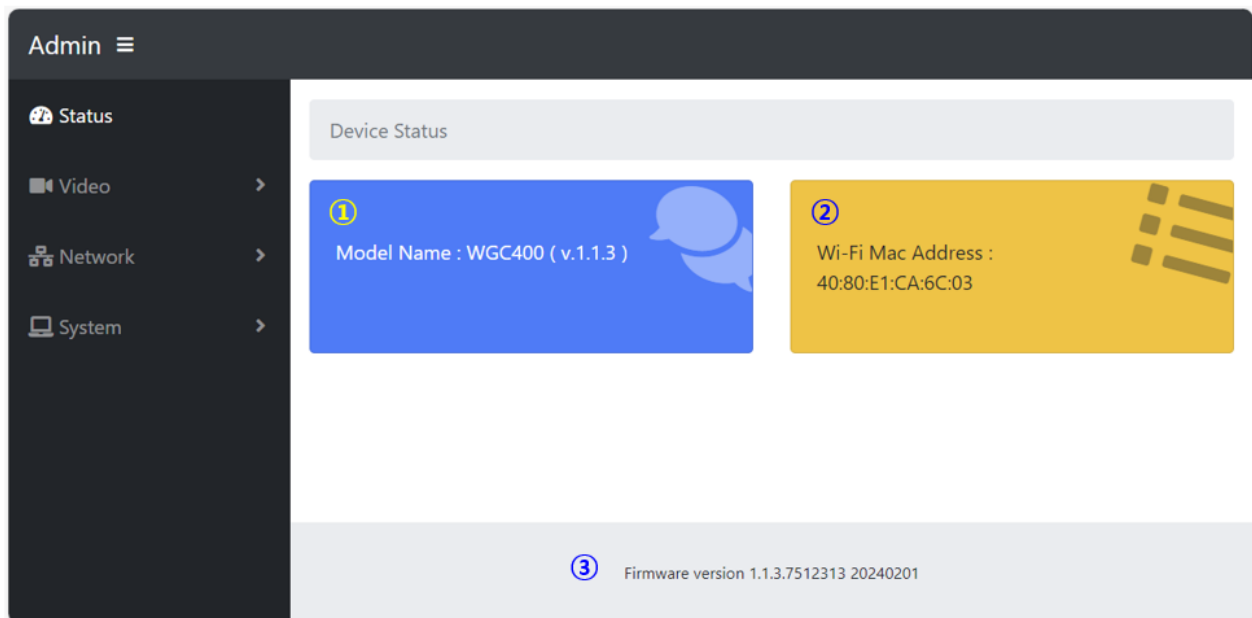 Admin
Status
Video
Network
System
Device Status
①
Model Name : WGC400 ( v.1.1.3 )
②
Wi-Fi Mac Address :
40:80:E1:CA:6C:03
③ Firmware version 1.1.3.7512313 20240201